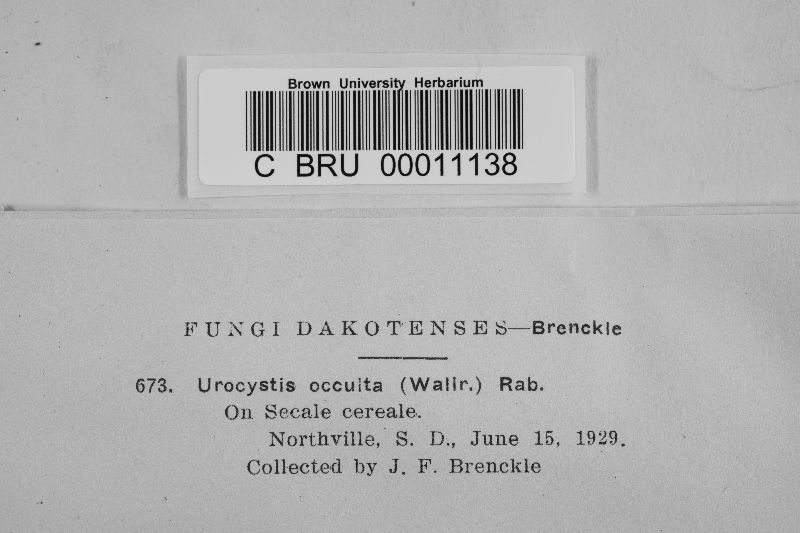 Brown University Herbarium
C BRU 00011138
FUNGI DAKOTENSES—Brenckle
673. Urocystis occulta (Wallr.) Rab.
On Secale cereale.
Northville, S. D., June 15, 1929.
Collected by J. F. Brenckle